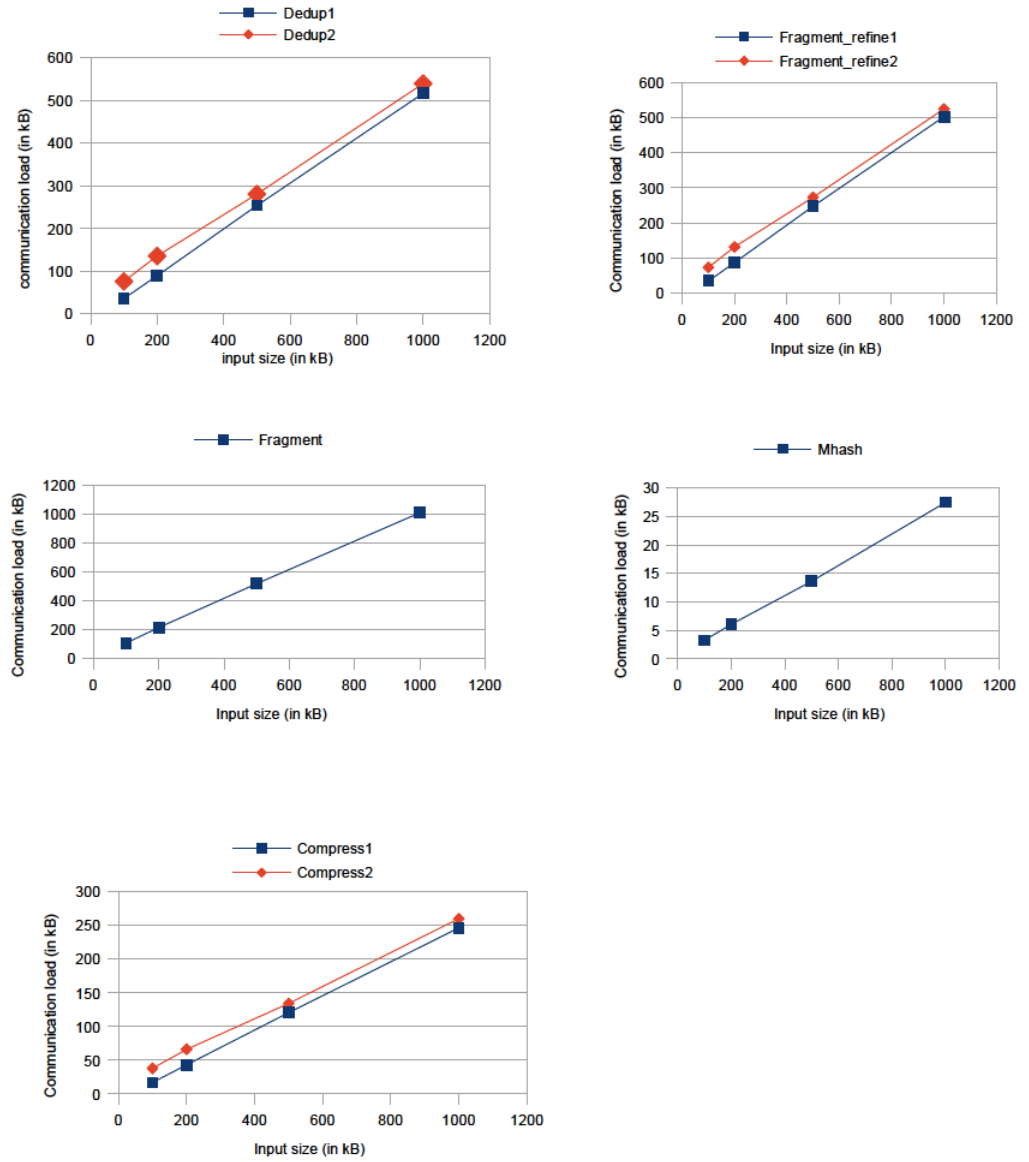 Dedup1
Dedup2
600
500
400
300
200
100
0
communication load (in kB)
0 200 400 600 800 1000 1200
input size (in kB)
Fragment_refine1
Fragment_refine2
600
500
400
300
200
100
0
Communication load (in kB)
0 200 400 600 800 1000 1200
Input size (in kB)
Fragment
1200
1000
800
600
400
200
0
Communication load (in kB)
0 200 400 600 800 1000 1200
Input size (in kB)
Mhash
30
25
20
15
10
5
0
Communication load (in kB)
0 200 400 600 800 1000 1200
Input size (in kB)
Compress1
Compress2
300
250
200
150
100
50
0
Communication load (in kB)
0 200 400 600 800 1000 1200
Input size (in kB)